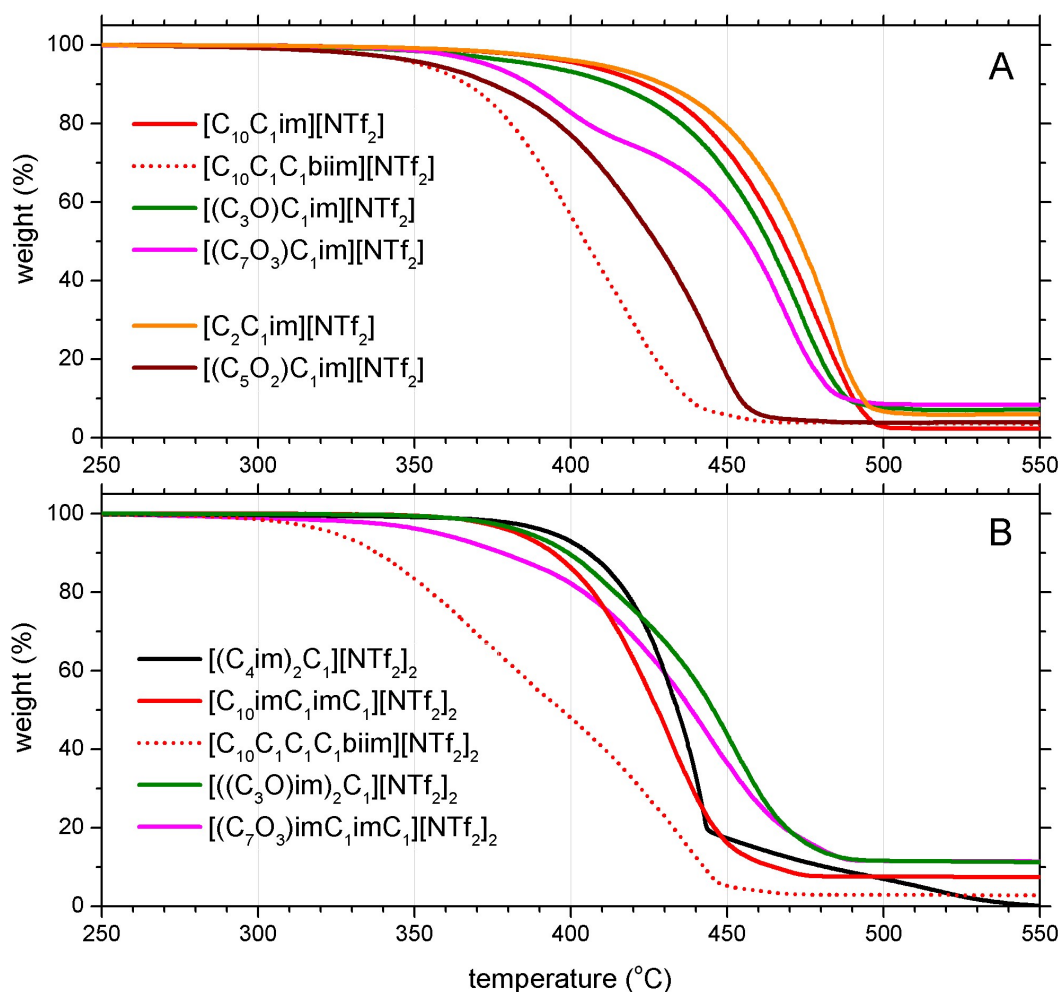 A
100
80
60
40
20
0
weight (%)
[C₁₀C₁im][NTf₂]
[C₁₀C₁C₁biim][NTf₂]
[(C₃O)C₁im][NTf₂]
[(C₇O₃)C₁im][NTf₂]
[C₂C₁im][NTf₂]
[(C₅O₂)C₁im][NTf₂]
250 300 350 400 450 500 550
B
100
80
60
40
20
0
weight (%)
[(C₄im)₂C₁][NTf₂]₂
[C₁₀imC₁imC₁][NTf₂]₂
[C₁₀C₁C₁C₁biim][NTf₂]₂
[((C₃O)im)₂C₁][NTf₂]₂
[(C₇O₃)imC₁imC₁][NTf₂]₂
250 300 350 400 450 500 550
temperature (°C)